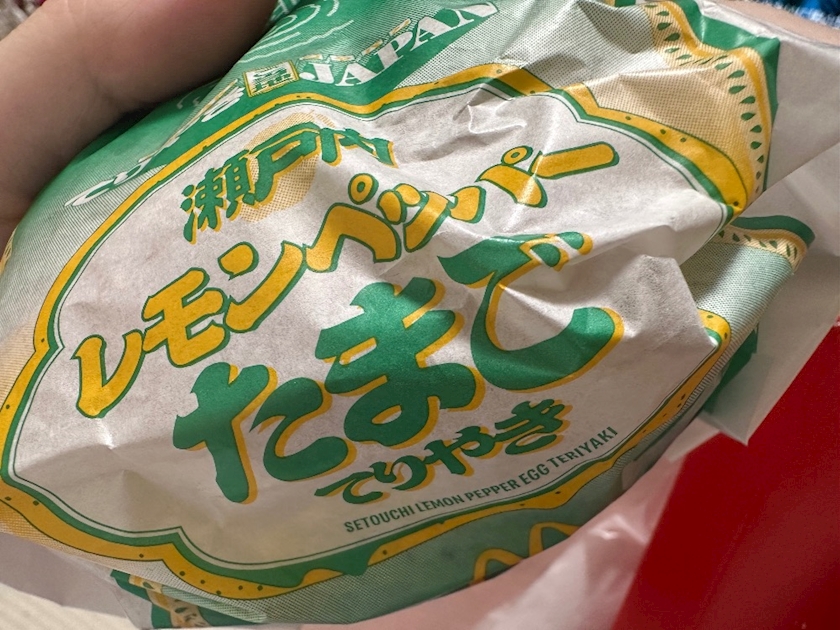 JAPAN
瀬戸内
レモンペッパー
たまで
てりやき
SETOUCHI LEMON PEPPER EGG TERIYAKI